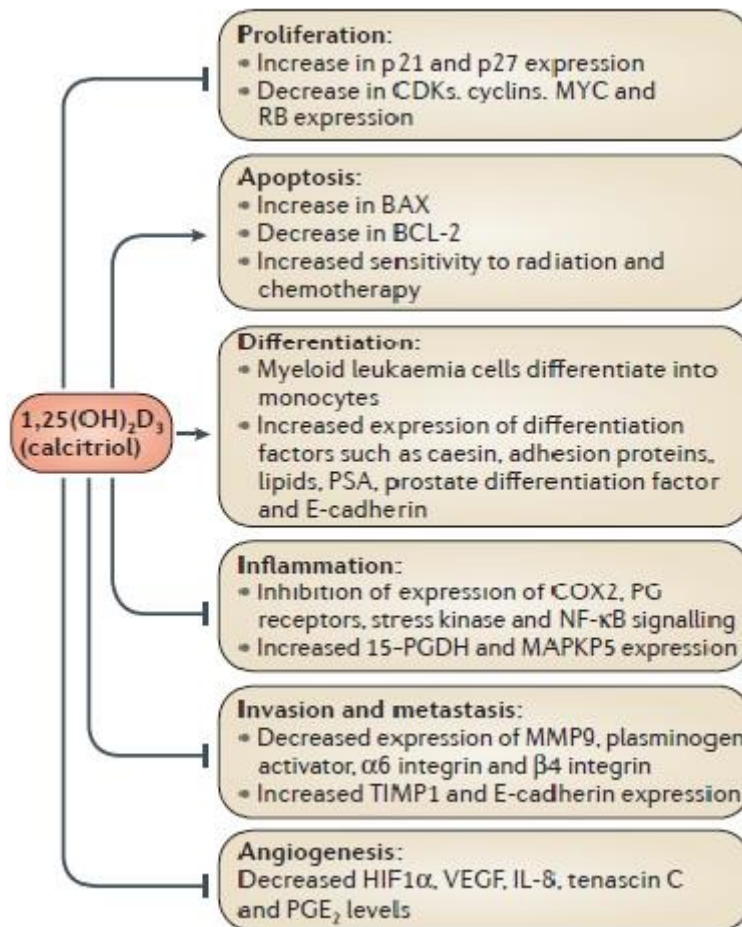 Proliferation:
• Increase in p21 and p27 expression
• Decrease in CDKs. cyclins. MYC and
RB expression
Apoptosis:
• Increase in BAX
• Decrease in BCL-2
• Increased sensitivity to radiation and
chemotherapy
Differentiation:
• Myeloid leukaemia cells differentiate into
monocytes
• Increased expression of differentiation
factors such as caesin, adhesion proteins,
lipids, PSA, prostate differentiation factor
and E-cadherin
1,25(OH)₂D₃
(calcitriol)
Inflammation:
• Inhibition of expression of COX2, PG
receptors, stress kinase and NF-κB signalling
• Increased 15-PGDH and MAPKP5 expression
Invasion and metastasis:
• Decreased expression of MMP9, plasminogen
activator, α6 integrin and β4 integrin
• Increased TIMP1 and E-cadherin expression
Angiogenesis:
Decreased HIF1α, VEGF, IL-8, tenascin C
and PGE₂ levels